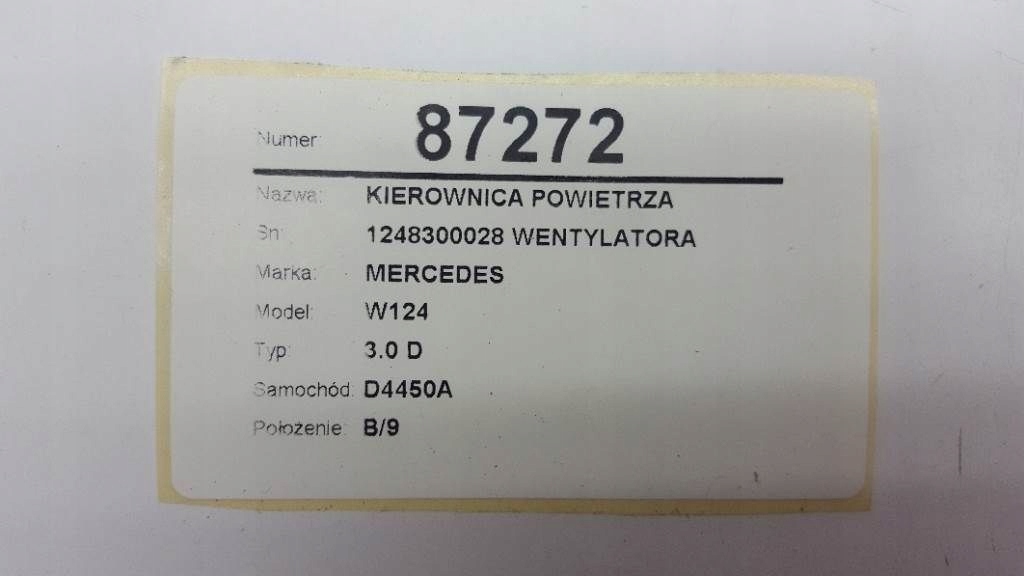 Numer: 87272
Nazwa: KIEROWNICA POWIETRZA
Sn: 1248300028 WENTYLATORA
Marka: MERCEDES
Model: W124
Typ: 3.0 D
Samochód: D4450A
Położenie: B/9